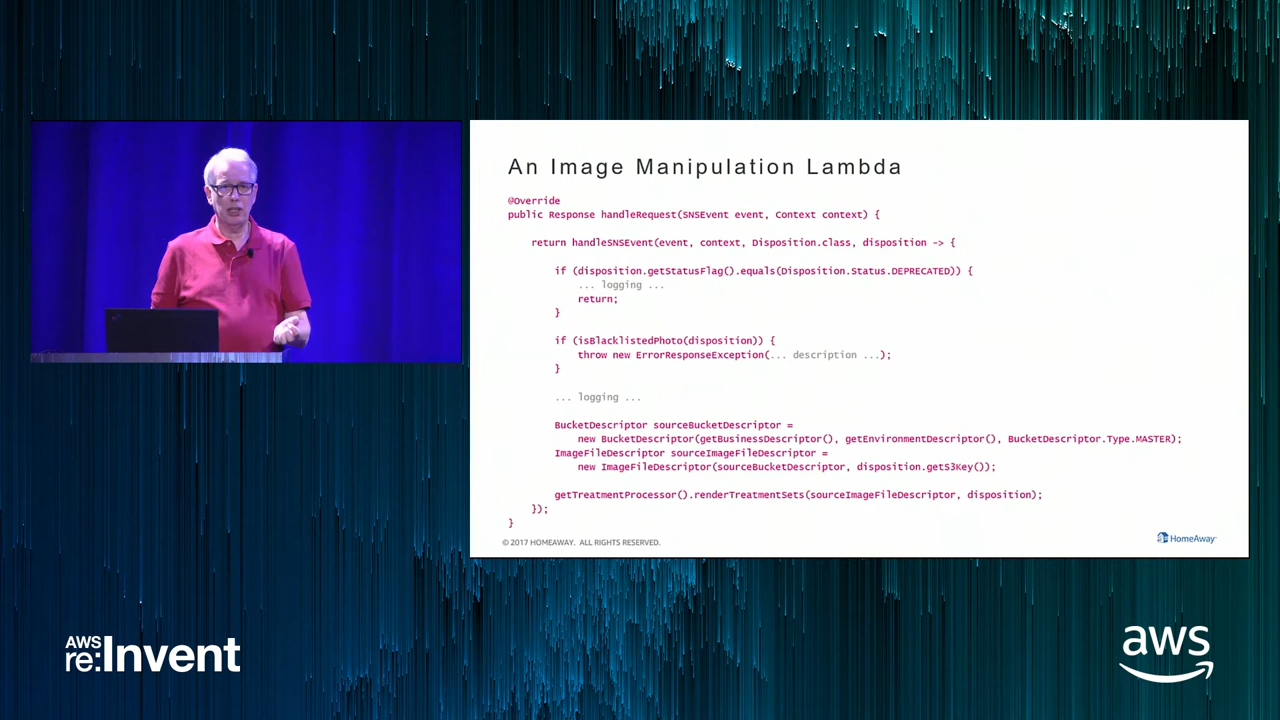 An Image Manipulation Lambda
@Override
public Response handleRequest(SNSEvent event, Context context) {
return handleSNSEvent(event, context, Disposition.class, disposition -> {
if (disposition.getStatusFlag().equals(Disposition.Status.DEPRECATED)) {
... logging ...
return;
}
if (isBlacklistedPhoto(disposition)) {
throw new ErrorResponseException(... description ...);
}
... logging ...
BucketDescriptor sourceBucketDescriptor =
new BucketDescriptor(getBusinessDescriptor(), getEnvironmentDescriptor(), BucketDescriptor.Type.MASTER);
ImageFileDescriptor sourceImageFileDescriptor =
new ImageFileDescriptor(sourceBucketDescriptor, disposition.getS3Key());
getTreatmentProcessor().renderTreatmentSets(sourceImageFileDescriptor, disposition);
});
}
© 2017 HOMEAWAY. ALL RIGHTS RESERVED.
HomeAway
AWS
re:Invent
aws